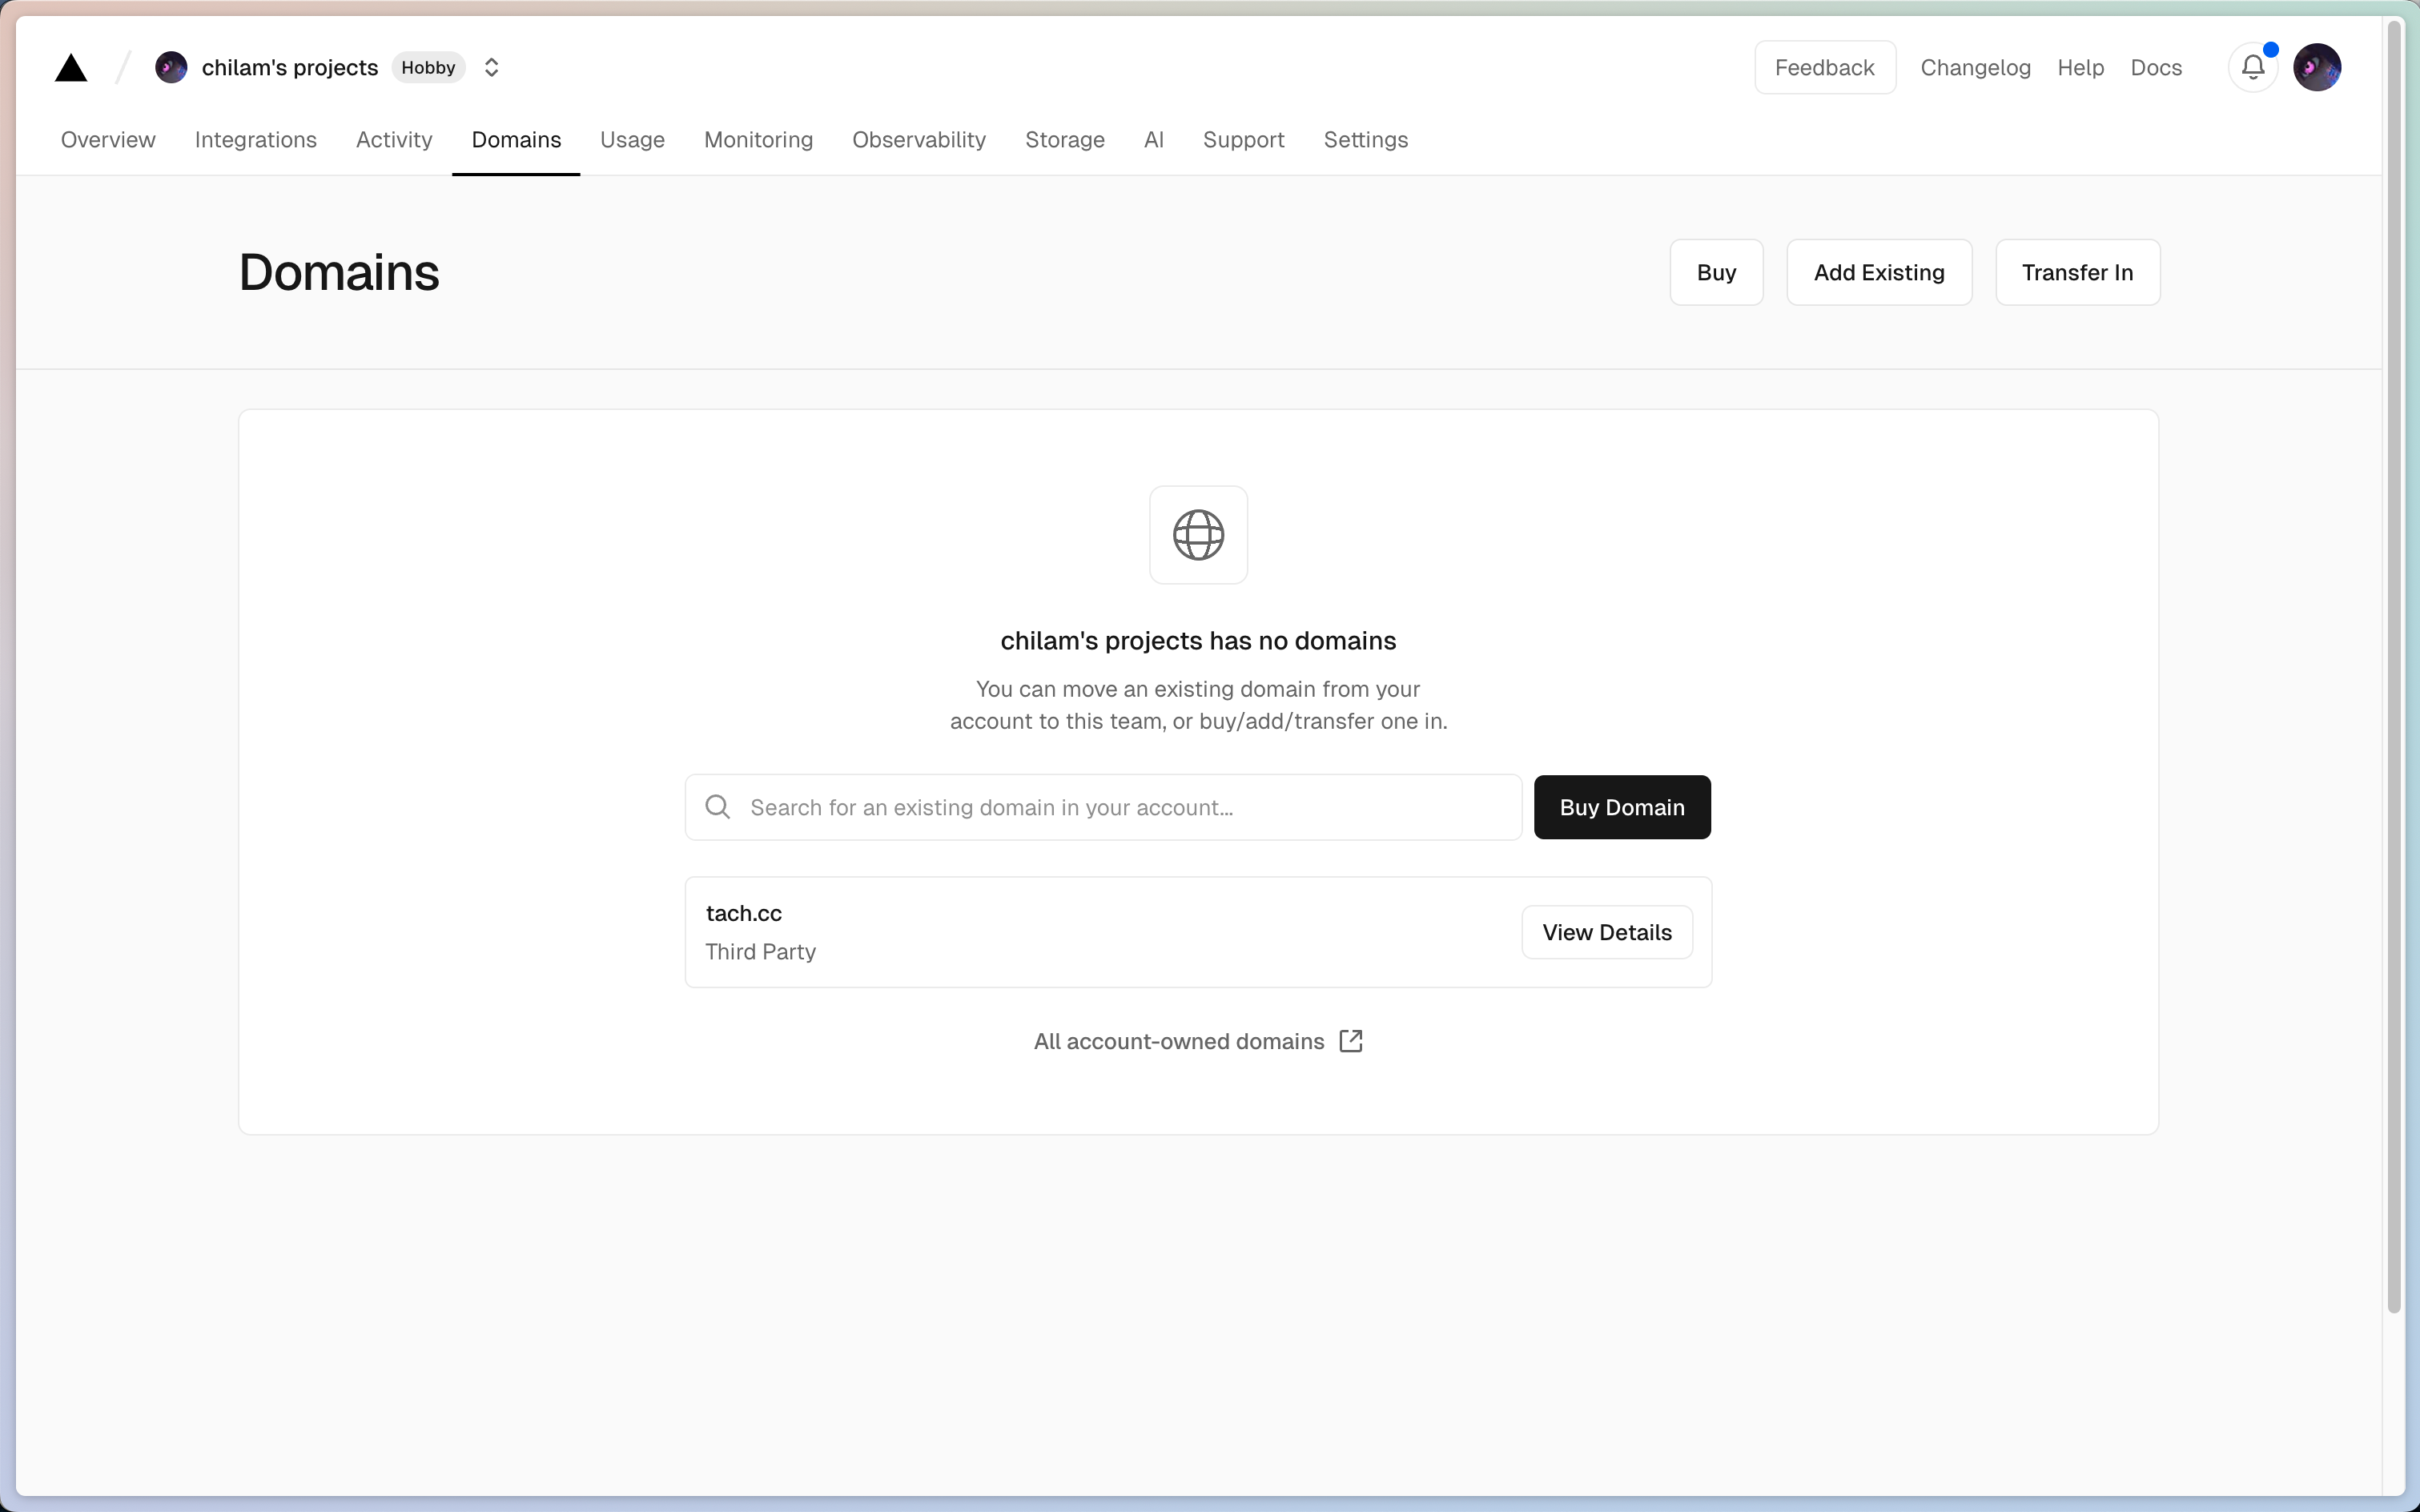 chilam's projects Hobby
Feedback Changelog Help Docs
Overview Integrations Activity Domains Usage Monitoring Observability Storage AI Support Settings
Domains
Buy Add Existing Transfer In
chilam's projects has no domains
You can move an existing domain from your
account to this team, or buy/add/transfer one in.
Search for an existing domain in your account...
Buy Domain
tach.cc
Third Party
View Details
All account-owned domains